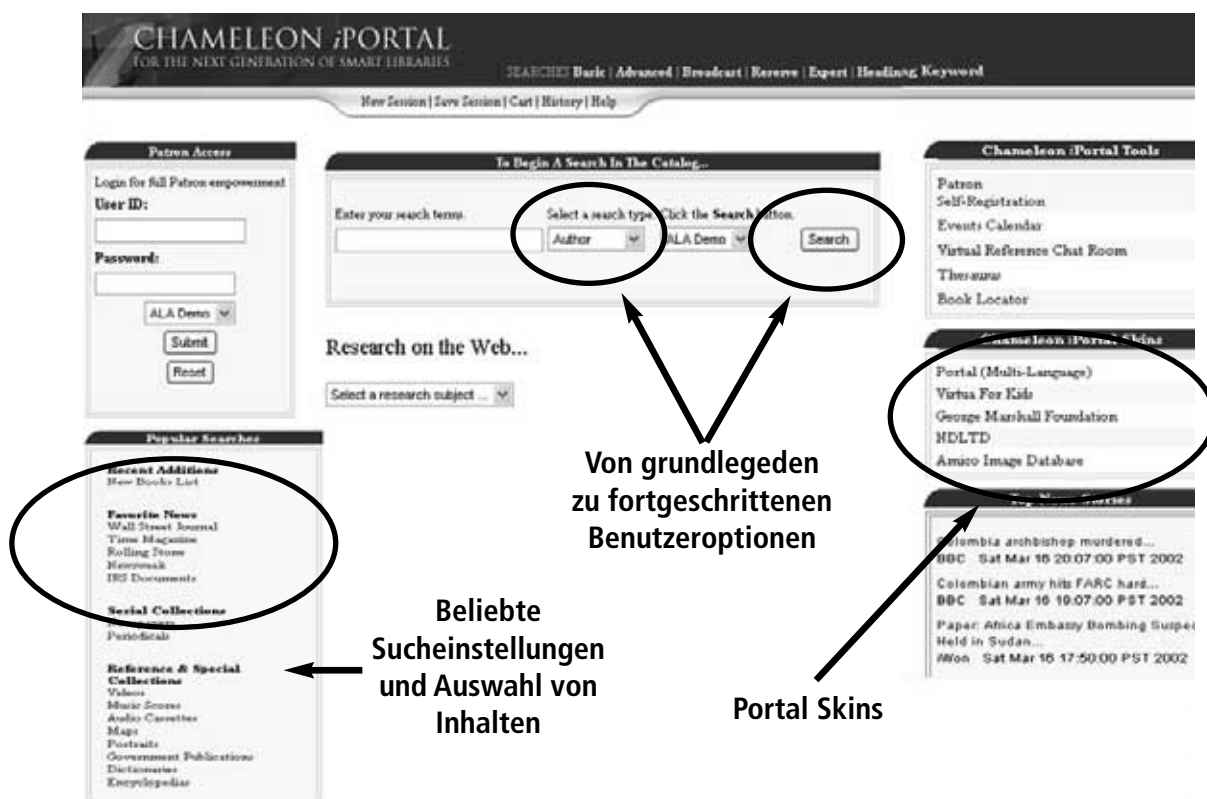 CHAMELEON iPORTAL
FOR THE NEXT GENERATION OF SMART LIBRARIES
SEARCHES Basic | Advanced | Broadcast | Reserve | Expert | Heading Keyword
New Session | Save Session | Cart | History | Help
Patron Access
Login for full Patron empowerment
User ID:
Password:
ALA Demo
Submit
Reset
To Begin A Search In The Catalog...
Enter your search terms.
Select a search type. Click the Search button.
Author
ALA Demo
Search
Research on the Web...
Select a research subject ...
Chameleon iPortal Tools
Patron
Self-Registration
Events Calendar
Virtual Reference Chat Room
Thesaurus
Book Locator
Chameleon iPortal Skins
Portal (Multi-Language)
Virtua For Kids
George Marshall Foundation
NDLTD
Amico Image Database
Top News Stories
Colombia archbishop murdered...
BBC Sat Mar 16 20:07:00 PST 2002
Colombian army hits FARC hard...
BBC Sat Mar 16 19:07:00 PST 2002
Paper: Africa Embassy Bombing Suspec
Held in Sudan...
iWon Sat Mar 16 17:50:00 PST 2002
Popular Searches
Recent Additions
New Books List
Favorite News
Wall Street Journal
Time Magazine
Rolling Stone
Newsweek
IRS Documents
Serial Collections
Periodicals
Reference & Special
Collections
Videos
Music Scores
Audio Cassettes
Maps
Portraits
Government Publications
Dictionaries
Encyclopedias
Von grundlegeden
zu fortgeschrittenen
Benutzeroptionen
Beliebte
Sucheinstellungen
und Auswahl von
Inhalten
Portal Skins